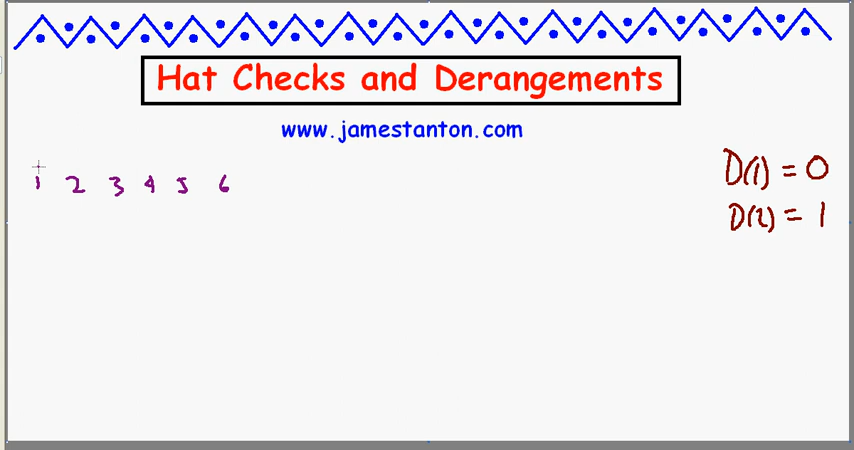 Hat Checks and Derangements
www.jamestanton.com
1 2 3 4 5 6
D(1) = 0
D(2) = 1